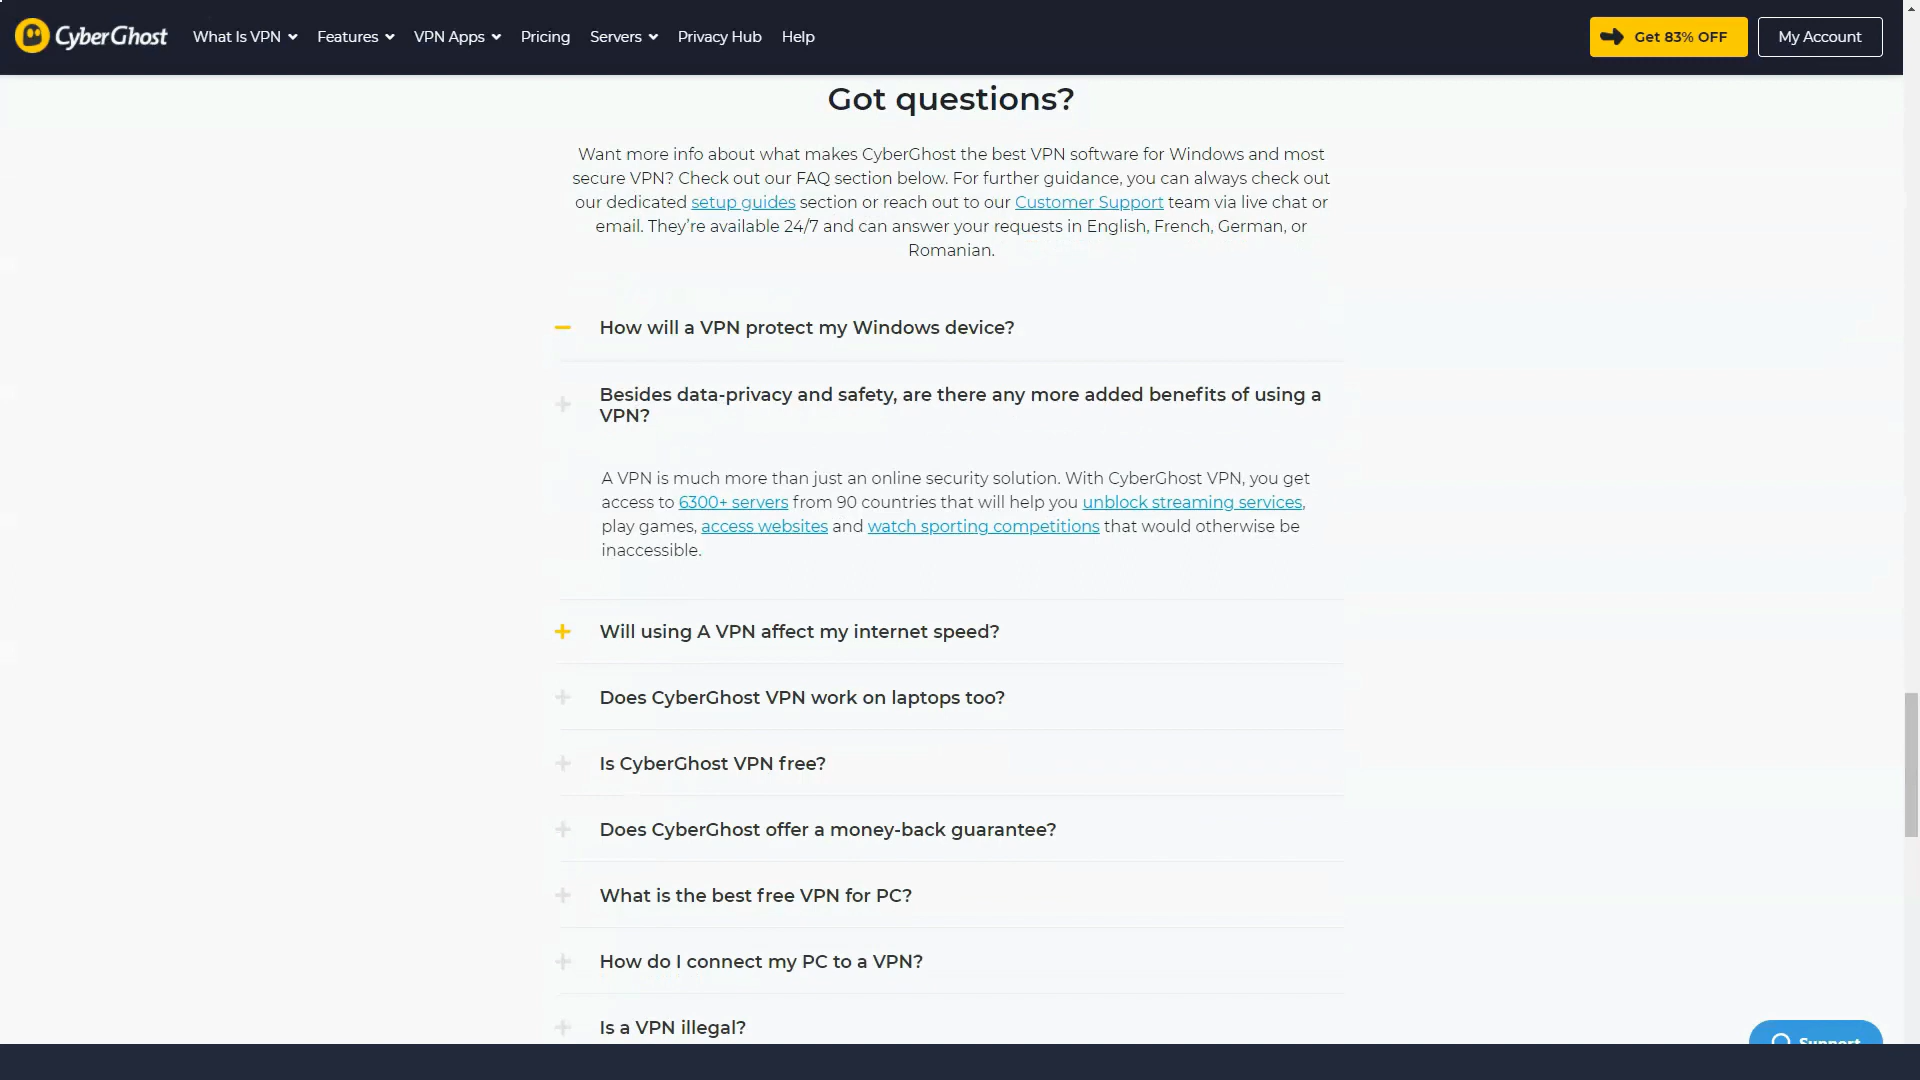 CyberGhost
What Is VPN
Features
VPN Apps
Pricing
Servers
Privacy Hub
Help
Get 83% OFF
My Account
Got questions?
Want more info about what makes CyberGhost the best VPN software for Windows and most
secure VPN? Check out our FAQ section below. For further guidance, you can always check out
our dedicated setup guides section or reach out to our Customer Support team via live chat or
email. They’re available 24/7 and can answer your requests in English, French, German, or
Romanian.
How will a VPN protect my Windows device?
Besides data-privacy and safety, are there any more added benefits of using a
VPN?
A VPN is much more than just an online security solution. With CyberGhost VPN, you get
access to 6300+ servers from 90 countries that will help you unblock streaming services,
play games, access websites and watch sporting competitions that would otherwise be
inaccessible.
Will using A VPN affect my internet speed?
Does CyberGhost VPN work on laptops too?
Is CyberGhost VPN free?
Does CyberGhost offer a money-back guarantee?
What is the best free VPN for PC?
How do I connect my PC to a VPN?
Is a VPN illegal?
Support